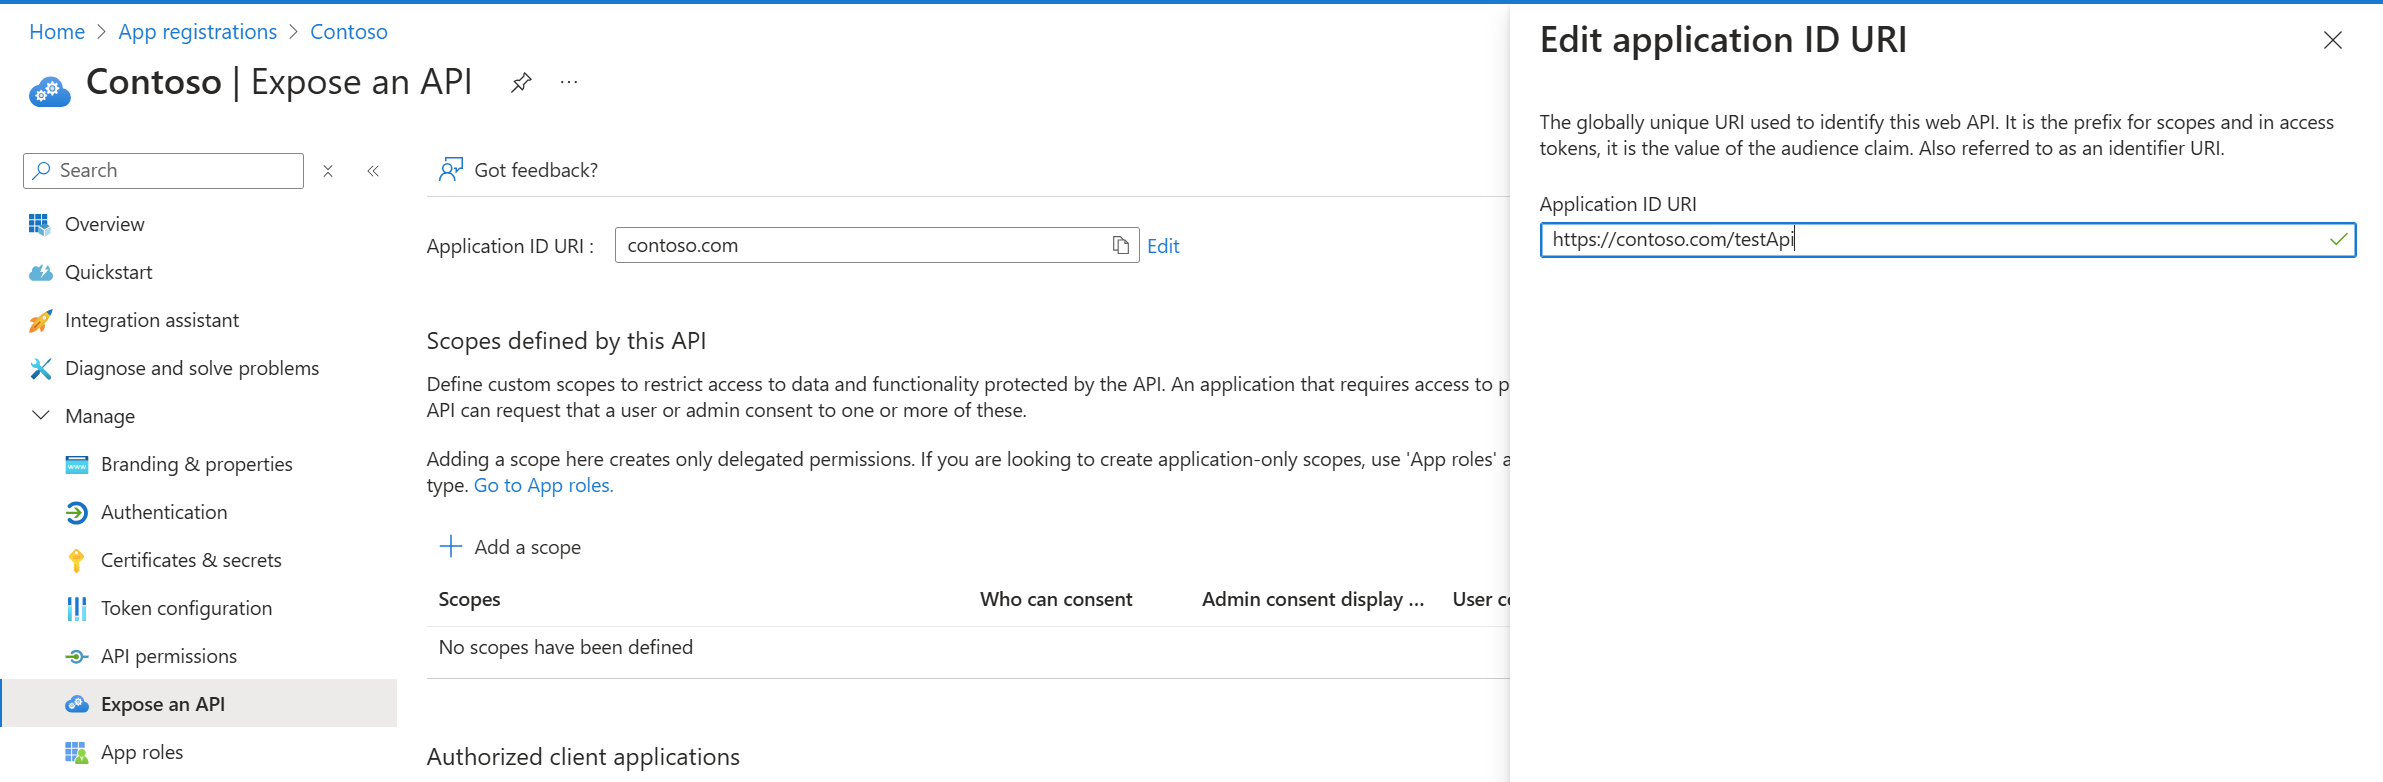 Home > App registrations > Contoso
Contoso | Expose an API
Search
Overview
Quickstart
Integration assistant
Diagnose and solve problems
Manage
Branding & properties
Authentication
Certificates & secrets
Token configuration
API permissions
Expose an API
App roles
Got feedback?
Application ID URI : contoso.com Edit
Scopes defined by this API
Define custom scopes to restrict access to data and functionality protected by the API. An application that requires access to p
API can request that a user or admin consent to one or more of these.
Adding a scope here creates only delegated permissions. If you are looking to create application-only scopes, use 'App roles' a
type. Go to App roles.
Add a scope
Scopes Who can consent Admin consent display ... User co
No scopes have been defined
Authorized client applications
Edit application ID URI
The globally unique URI used to identify this web API. It is the prefix for scopes and in access
tokens, it is the value of the audience claim. Also referred to as an identifier URI.
Application ID URI
https://contoso.com/testApi